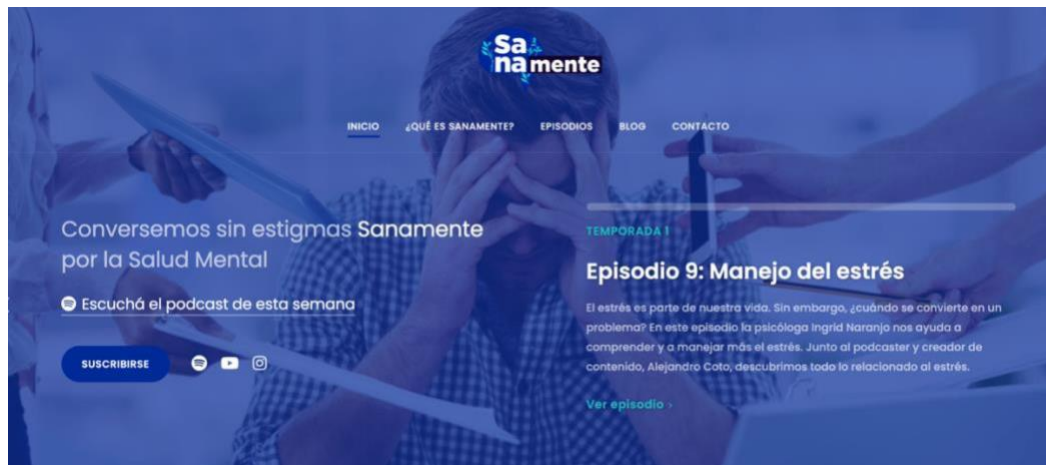 Sa
na mente
INICIO ¿QUÉ ES SANAMENTE? EPISODIOS BLOG CONTACTO
Conversemos sin estigmas Sanamente
por la Salud Mental
Escuchá el podcast de esta semana
SUSCRIBIRSE
TEMPORADA 1
Episodio 9: Manejo del estrés
El estrés es parte de nuestra vida. Sin embargo, ¿cuándo se convierte en un
problema? En este episodio la psicóloga Ingrid Naranjo nos ayuda a
comprender y a manejar más el estrés. Junto al podcaster y creador de
contenido, Alejandro Coto, descubrimos todo lo relacionado al estrés.
Ver episodio ›